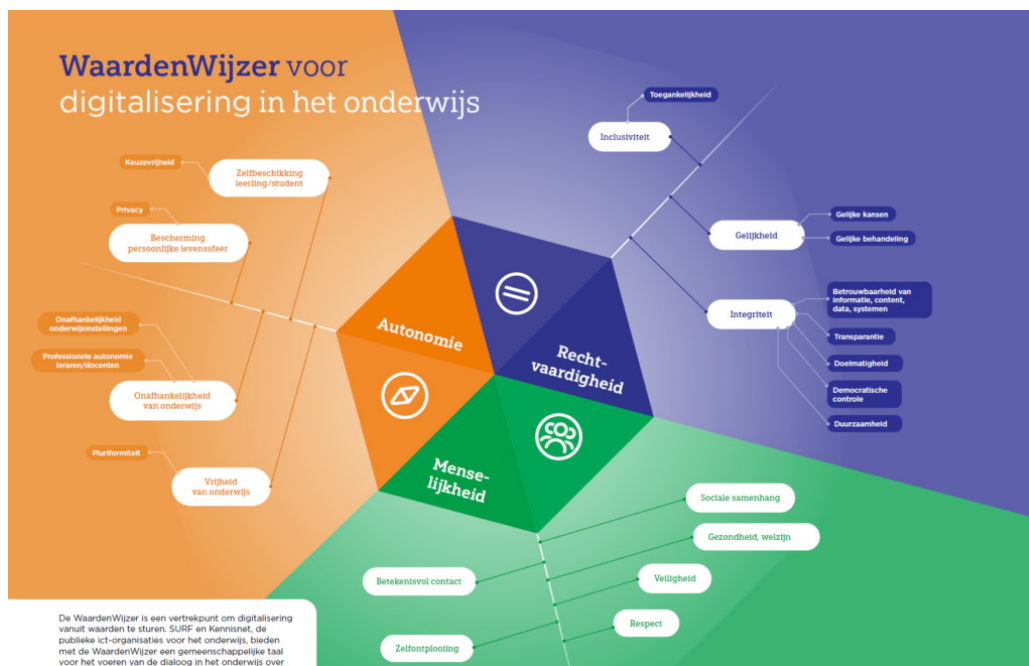 WaardenWijzer voor
digitalisering in het onderwijs
Keuzevrijheid
Zelfbeschikking
leerling/student
Privacy
Bescherming
persoonlijke levenssfeer
Onafhankelijkheid
onderwijsinstellingen
Professionele autonomie
leraren/docenten
Onafhankelijkheid
van onderwijs
Pluriformiteit
Vrijheid
van onderwijs
Autonomie
Recht-
vaardigheid
Mense-
lijkheid
Toegankelijkheid
Inclusiviteit
Gelijkheid
Gelijke kansen
Gelijke behandeling
Integriteit
Betrouwbaarheid van
informatie, content,
data, systemen
Transparantie
Doelmatigheid
Democratische
controle
Duurzaamheid
Sociale samenhang
Gezondheid, welzijn
Betekenisvol contact
Veiligheid
Respect
Zelfontplooiing
De WaardenWijzer is een vertrekpunt om digitalisering
vanuit waarden te sturen. SURF en Kennisnet, de
publieke ict-organisaties voor het onderwijs, bieden
met de WaardenWijzer een gemeenschappelijke taal
voor het voeren van de dialoog in het onderwijs over